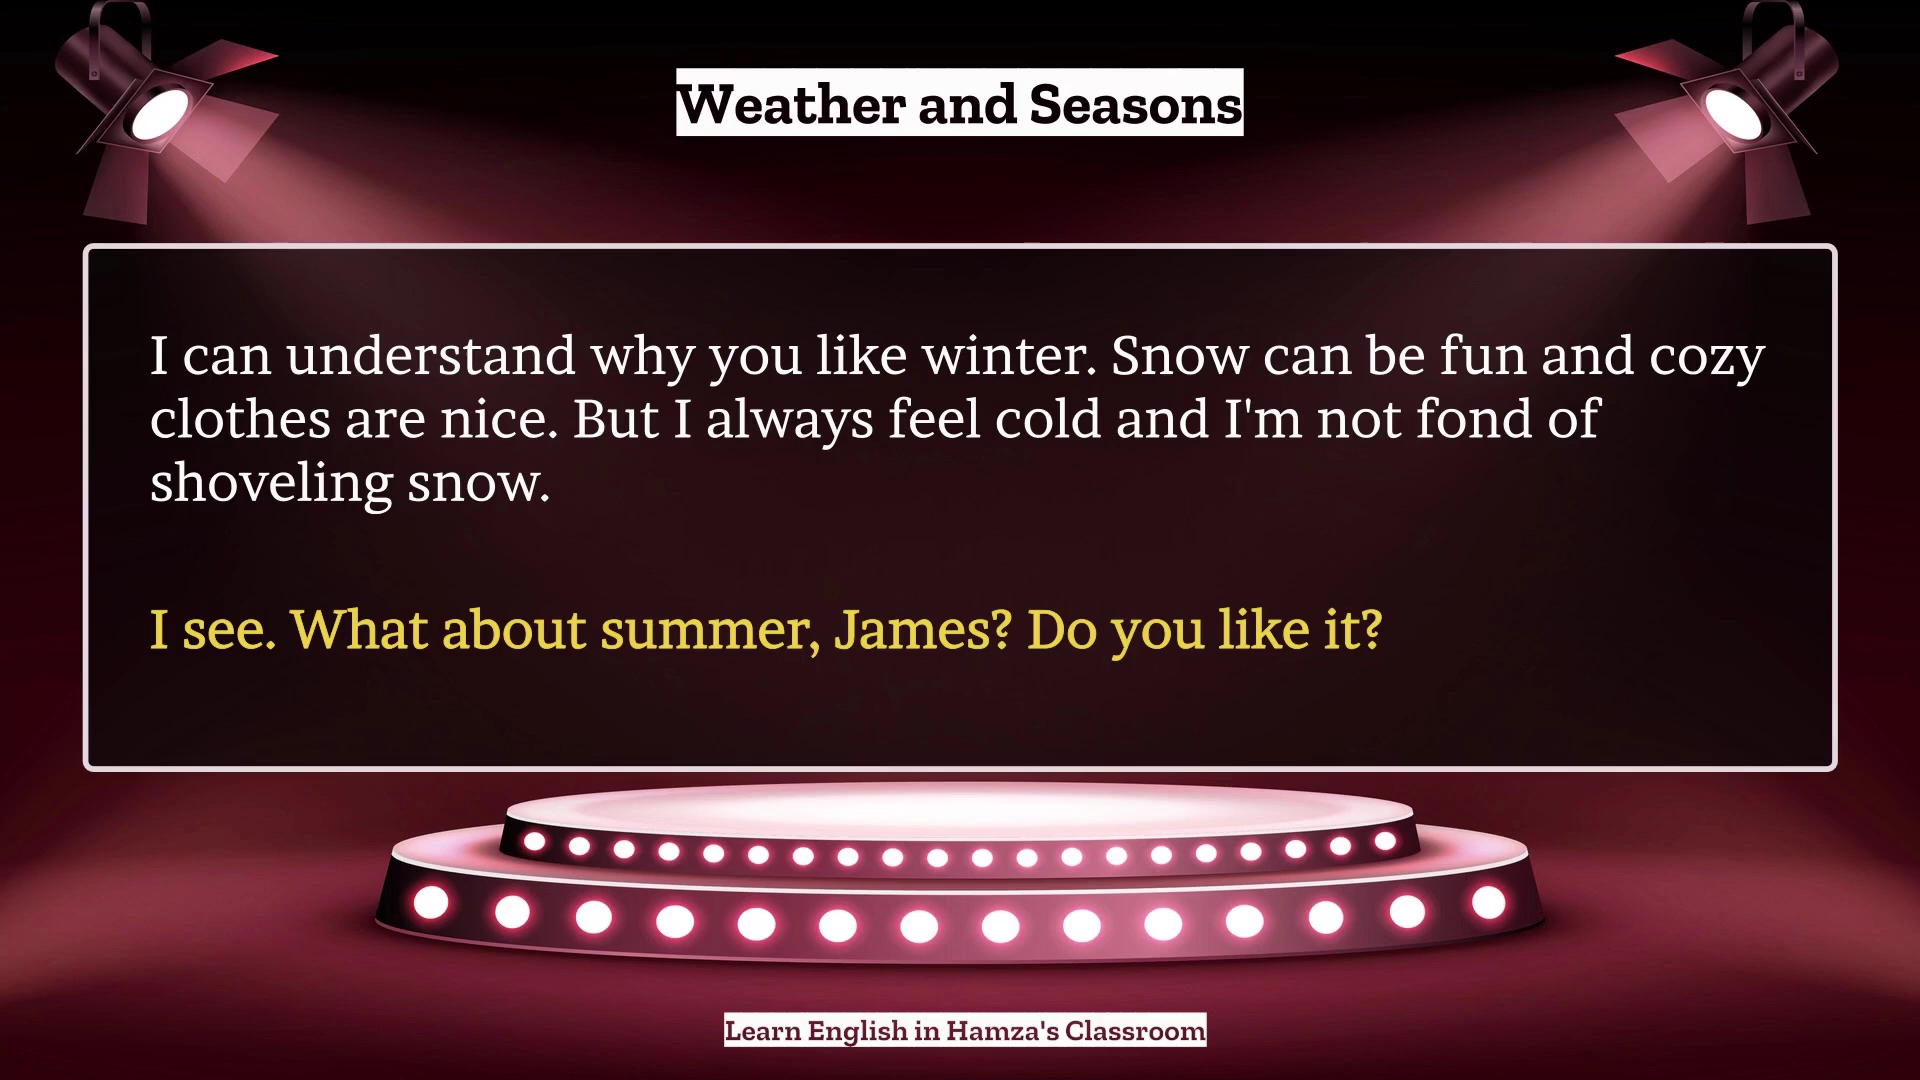 Weather and Seasons
I can understand why you like winter. Snow can be fun and cozy
clothes are nice. But I always feel cold and I'm not fond of
shoveling snow.
I see. What about summer, James? Do you like it?
Learn English in Hamza's Classroom